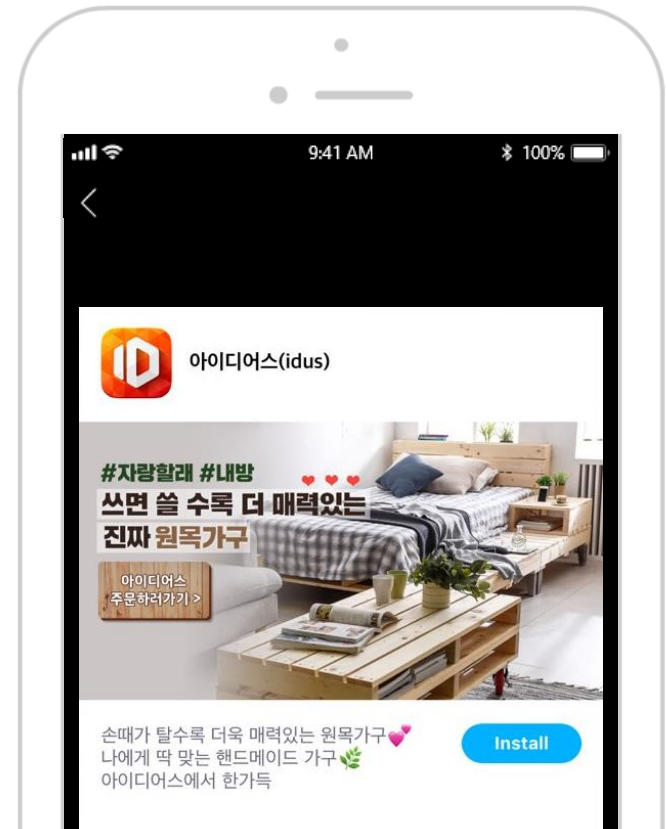 9:41 AM
100%
ID
아이디어스(idus)
#자랑할래 #내방
쓰면 쓸 수록 더 매력있는
진짜 원목가구
아이디어스
주문하러가기 >
손때가 탈수록 더욱 매력있는 원목가구💕
나에게 딱 맞는 핸드메이드 가구🌿
아이디어스에서 한가득
Install